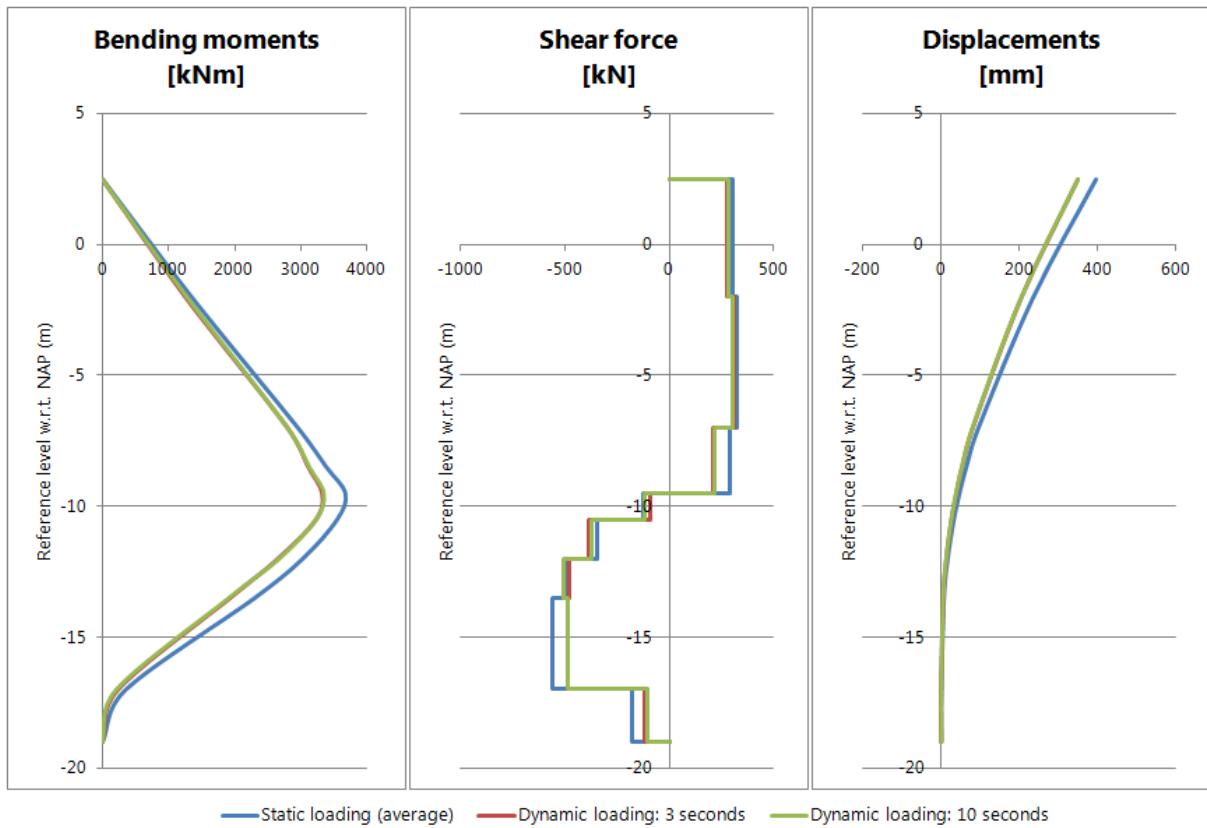 Bending moments
[kNm]
5
0
0 1000 2000 3000 4000
-5
-10
-15
-20
Reference level w.r.t. NAP (m)
Shear force
[kN]
5
0
-1000 -500 0 500
-5
-10
-15
-20
Reference level w.r.t. NAP (m)
Displacements
[mm]
5
0
-200 0 200 400 600
-5
-10
-15
-20
Reference level w.r.t. NAP (m)
Static loading (average) Dynamic loading: 3 seconds Dynamic loading: 10 seconds